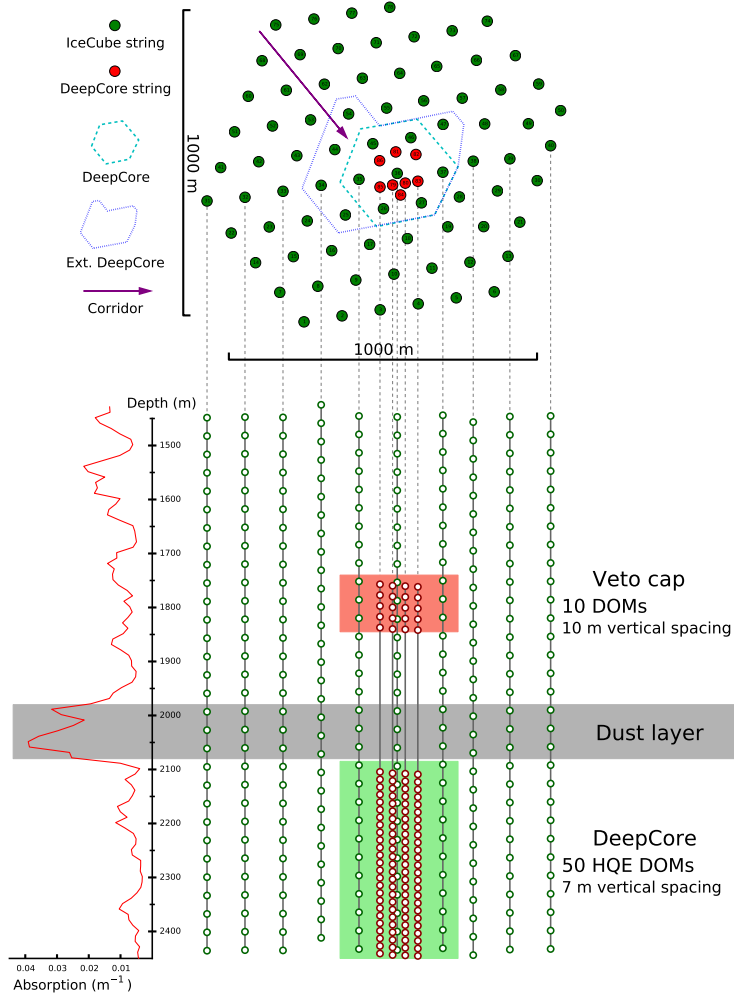 IceCube string
DeepCore string
DeepCore
Ext. DeepCore
Corridor
1000 m
1000 m
Depth (m)
1500
1600
1700
1800
1900
2000
2100
2200
2300
2400
Veto cap
10 DOMs
10 m vertical spacing
Dust layer
DeepCore
50 HQE DOMs
7 m vertical spacing
0.04 0.03 0.02 0.01
Absorption (m⁻¹)